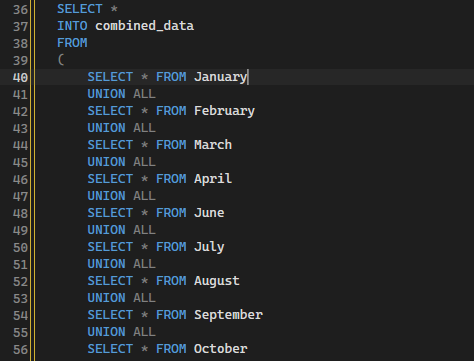 36 SELECT *
37 INTO combined_data
38 FROM
39 (
40 SELECT * FROM January
41 UNION ALL
42 SELECT * FROM February
43 UNION ALL
44 SELECT * FROM March
45 UNION ALL
46 SELECT * FROM April
47 UNION ALL
48 SELECT * FROM June
49 UNION ALL
50 SELECT * FROM July
51 UNION ALL
52 SELECT * FROM August
53 UNION ALL
54 SELECT * FROM September
55 UNION ALL
56 SELECT * FROM October